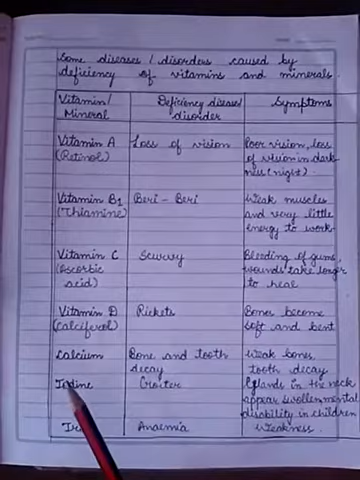 Some diseases / disorders caused by
deficiency of vitamins and minerals.
Vitamin/ Deficiency diseases/ Symptoms
Mineral disorder
Vitamin A Loss of vision Poor vision, loss
(Retinol) of vision in dark-
ness (night).
Vitamin B1 Beri - Beri Weak muscles
(Thiamine) and very little
energy to work
Vitamin C Scurvy Bleeding of gums,
(Ascorbic wounds take longer
acid) to heal
Vitamin D Rickets Bones become
(Calciferol) soft and bent
Calcium Bone and tooth Weak bones,
decay tooth decay
Iodine Goiter Glands in the neck
appear swollen, mental
disability in children
Anaemia Weakness.